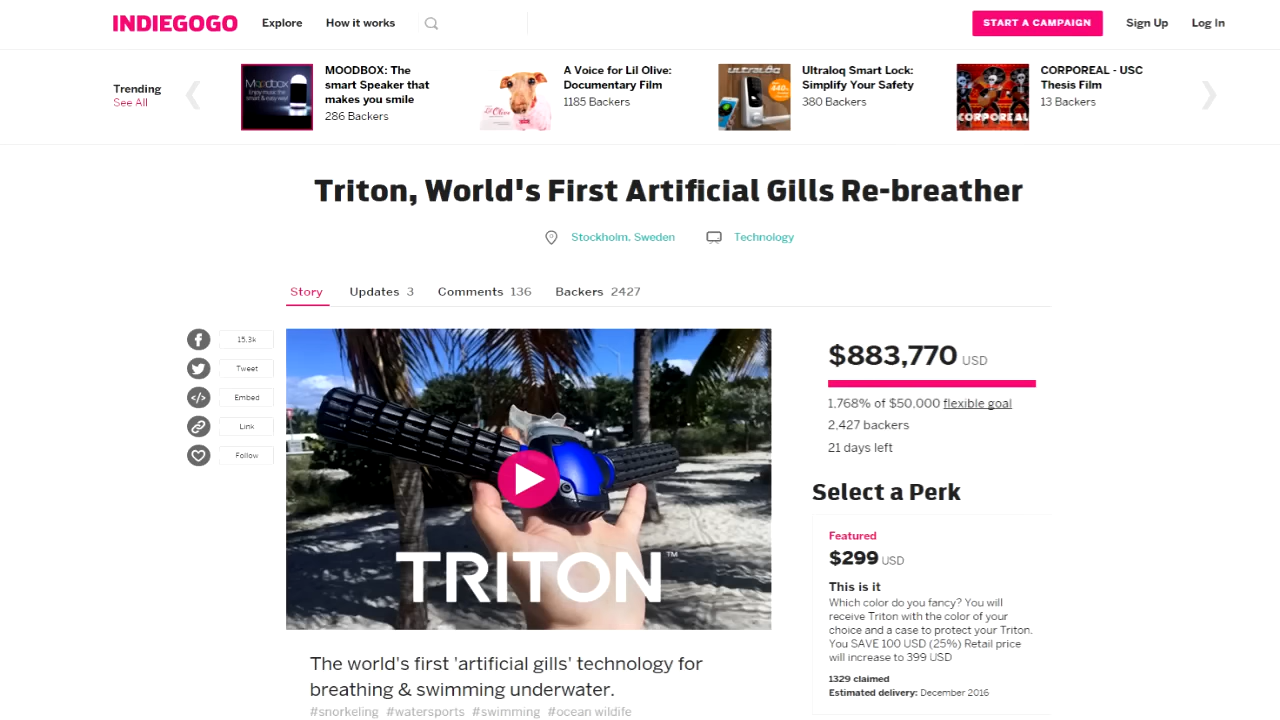 INDIEGOGO Explore How it works START A CAMPAIGN Sign Up Log In
Trending
See All
MOODBOX: The
smart Speaker that
makes you smile
286 Backers
A Voice for Lil Olive:
Documentary Film
1185 Backers
ULTRALOQ
Ultraloq Smart Lock:
Simplify Your Safety
380 Backers
CORPOREAL
CORPOREAL - USC
Thesis Film
13 Backers
Triton, World's First Artificial Gills Re-breather
Stockholm, Sweden Technology
Story Updates 3 Comments 136 Backers 2427
15.3k
Tweet
Embed
Link
Follow
TRITON™
The world's first 'artificial gills' technology for
breathing & swimming underwater.
#snorkeling #watersports #swimming #ocean wildife
$883,770 USD
1,768% of $50,000 flexible goal
2,427 backers
21 days left
Select a Perk
Featured
$299 USD
This is it
Which color do you fancy? You will
receive Triton with the color of your
choice and a case to protect your Triton.
You SAVE 100 USD (25%) Retail price
will increase to 399 USD
1329 claimed
Estimated delivery: December 2016